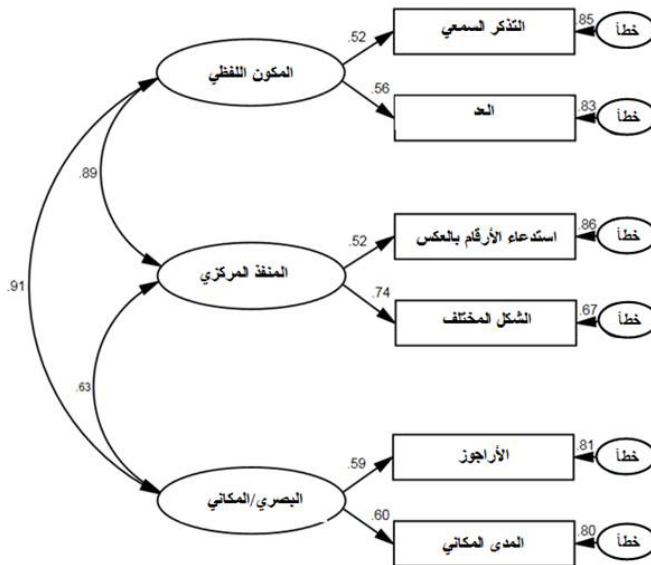 التذكر السمعي
.85
خطأ
.52
المكون اللفظي
.56
العد
.83
خطأ
.89
استدعاء الأرقام بالعكس
.86
خطأ
.52
المنفذ المركزي
.74
الشكل المختلف
.67
خطأ
.91
.63
الأراجوز
.81
خطأ
.59
البصري/المكاني
.60
المدى المكاني
.80
خطأ